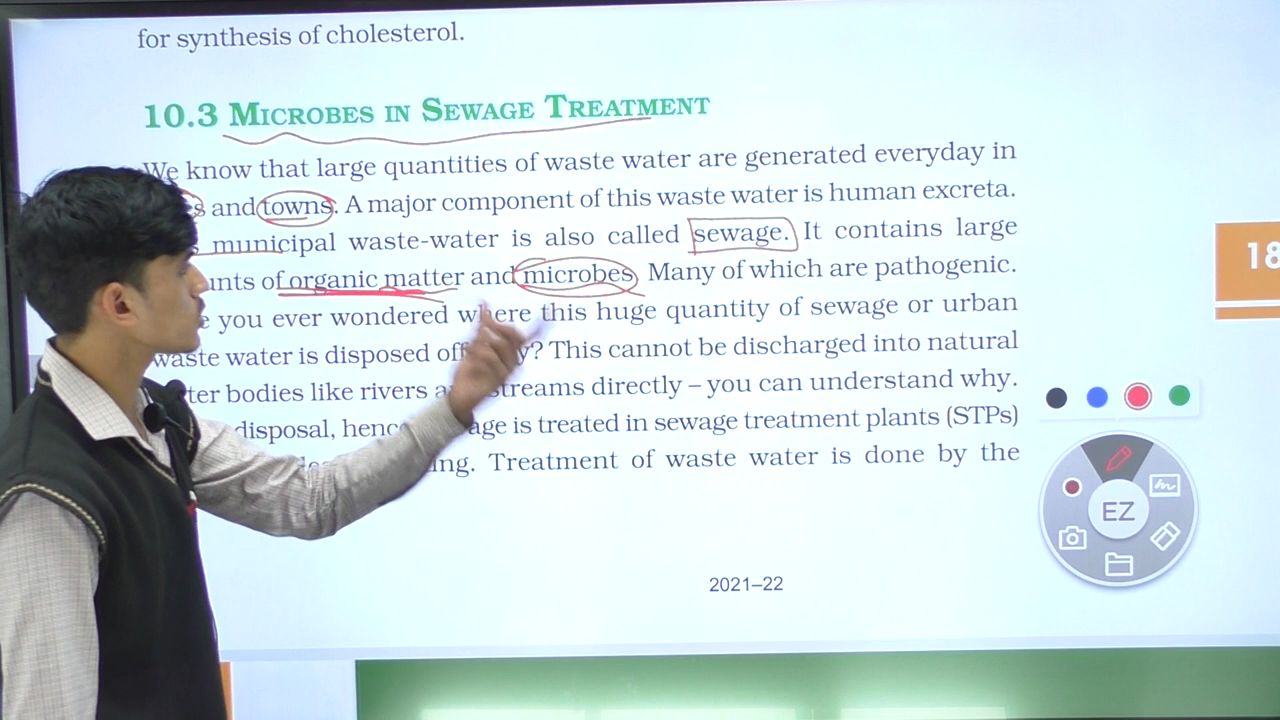 for synthesis of cholesterol.
10.3 MICROBES IN SEWAGE TREATMENT
We know that large quantities of waste water are generated everyday in
and towns. A major component of this waste water is human excreta.
municipal waste-water is also called sewage. It contains large
organic matter and microbes. Many of which are pathogenic.
you ever wondered where this huge quantity of sewage or urban
waste water is disposed off This cannot be discharged into natural
bodies like rivers streams directly – you can understand why.
disposal, is treated in sewage treatment plants (STPs)
Treatment of waste water is done by the
18
EZ
2021–22